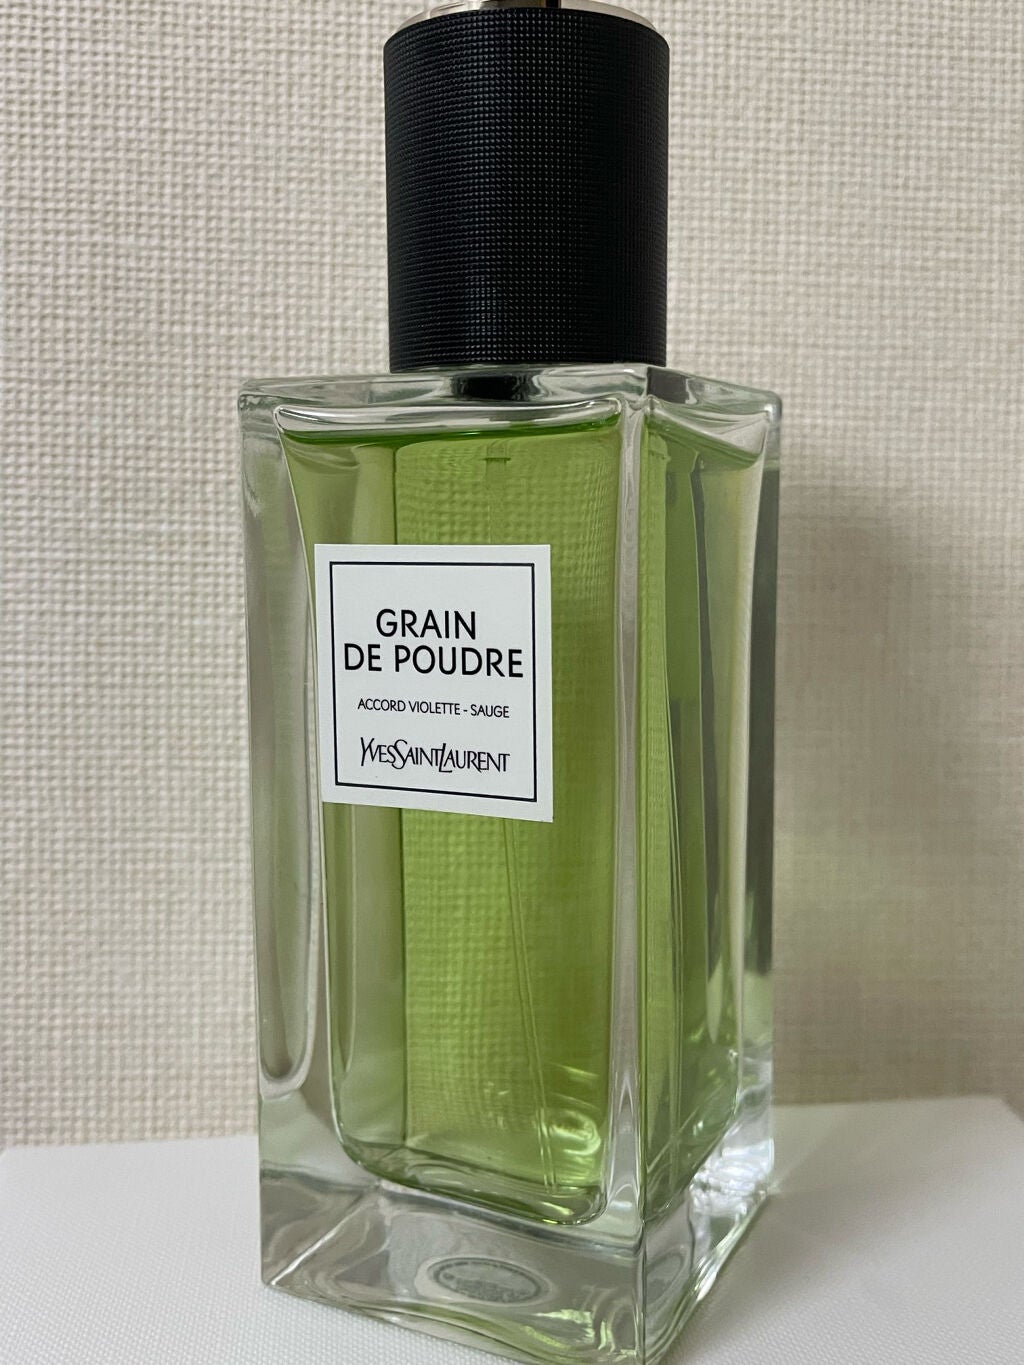 GRAIN
DE POUDRE
ACCORD VIOLETTE - SAUGE
YVESSAINTLAURENT